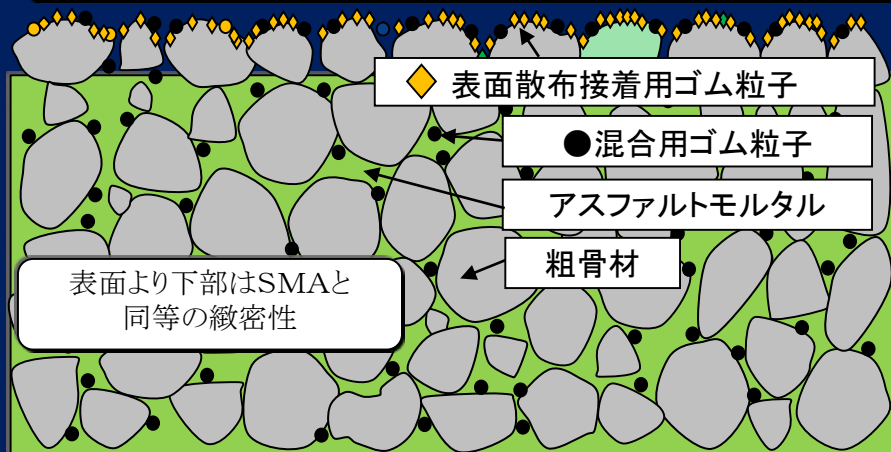 ◆ 表面散布接着用ゴム粒子
●混合用ゴム粒子
アスファルトモルタル
粗骨材
表面より下部はSMAと
同等の緻密性